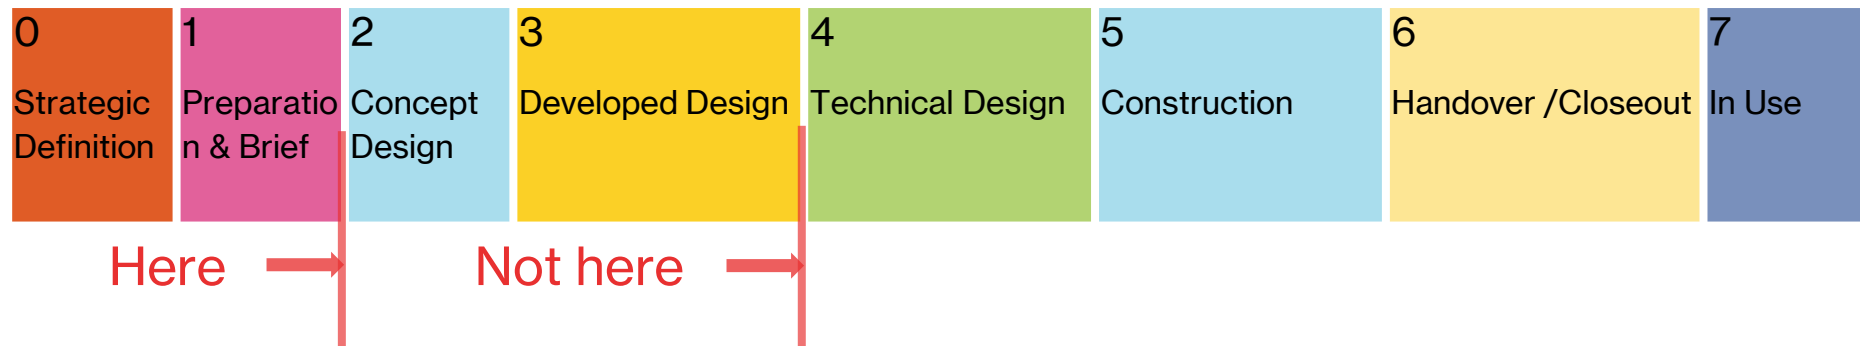 0
Strategic
Definition
1
Preparatio
n & Brief
2
Concept
Design
3
Developed Design
4
Technical Design
5
Construction
6
Handover /Closeout
7
In Use
Here
Not here